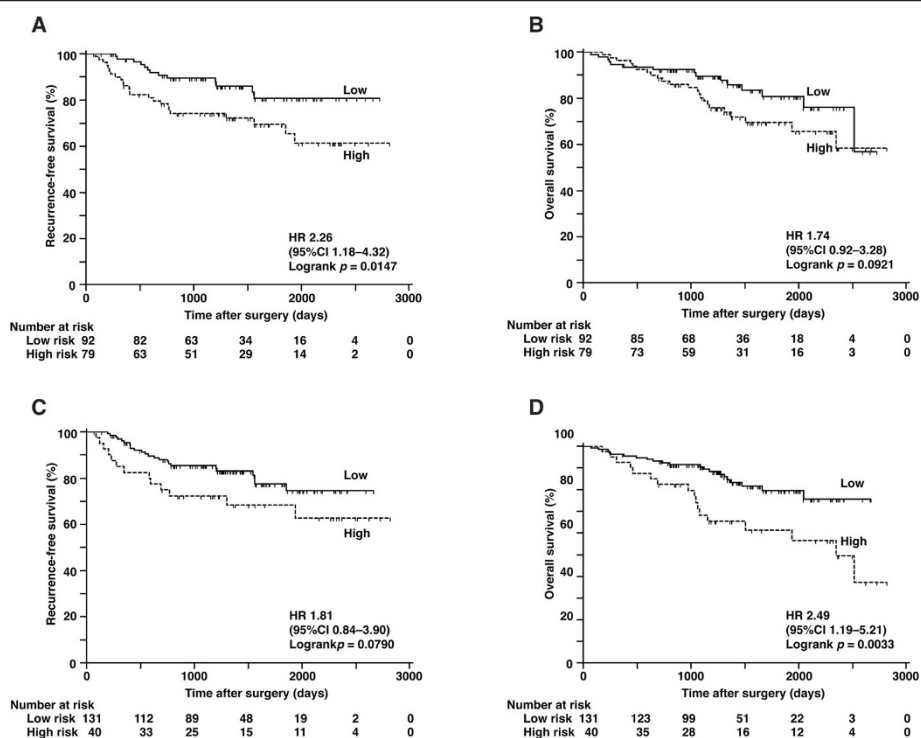 A
Recurrence-free survival (%)
100
80
60
40
20
0
Low
High
HR 2.26
(95%CI 1.18–4.32)
Logrank p = 0.0147
0 1000 2000 3000
Time after surgery (days)
Number at risk
Low risk 92 82 63 34 16 4 0
High risk 79 63 51 29 14 2 0
B
Overall survival (%)
100
80
60
40
20
0
Low
High
HR 1.74
(95%CI 0.92–3.28)
Logrank p = 0.0921
0 1000 2000 3000
Time after surgery (days)
Number at risk
Low risk 92 85 68 36 18 4 0
High risk 79 73 59 31 16 3 0
C
Recurrence-free survival (%)
100
80
60
40
20
0
Low
High
HR 1.81
(95%CI 0.84–3.90)
Logrank p = 0.0790
0 1000 2000 3000
Time after surgery (days)
Number at risk
Low risk 131 112 89 48 19 2 0
High risk 40 33 25 15 11 4 0
D
Overall survival (%)
100
80
60
40
20
0
Low
High
HR 2.49
(95%CI 1.19–5.21)
Logrank p = 0.0033
0 1000 2000 3000
Time after surgery (days)
Number at risk
Low risk 131 123 99 51 22 3 0
High risk 40 35 28 16 12 4 0